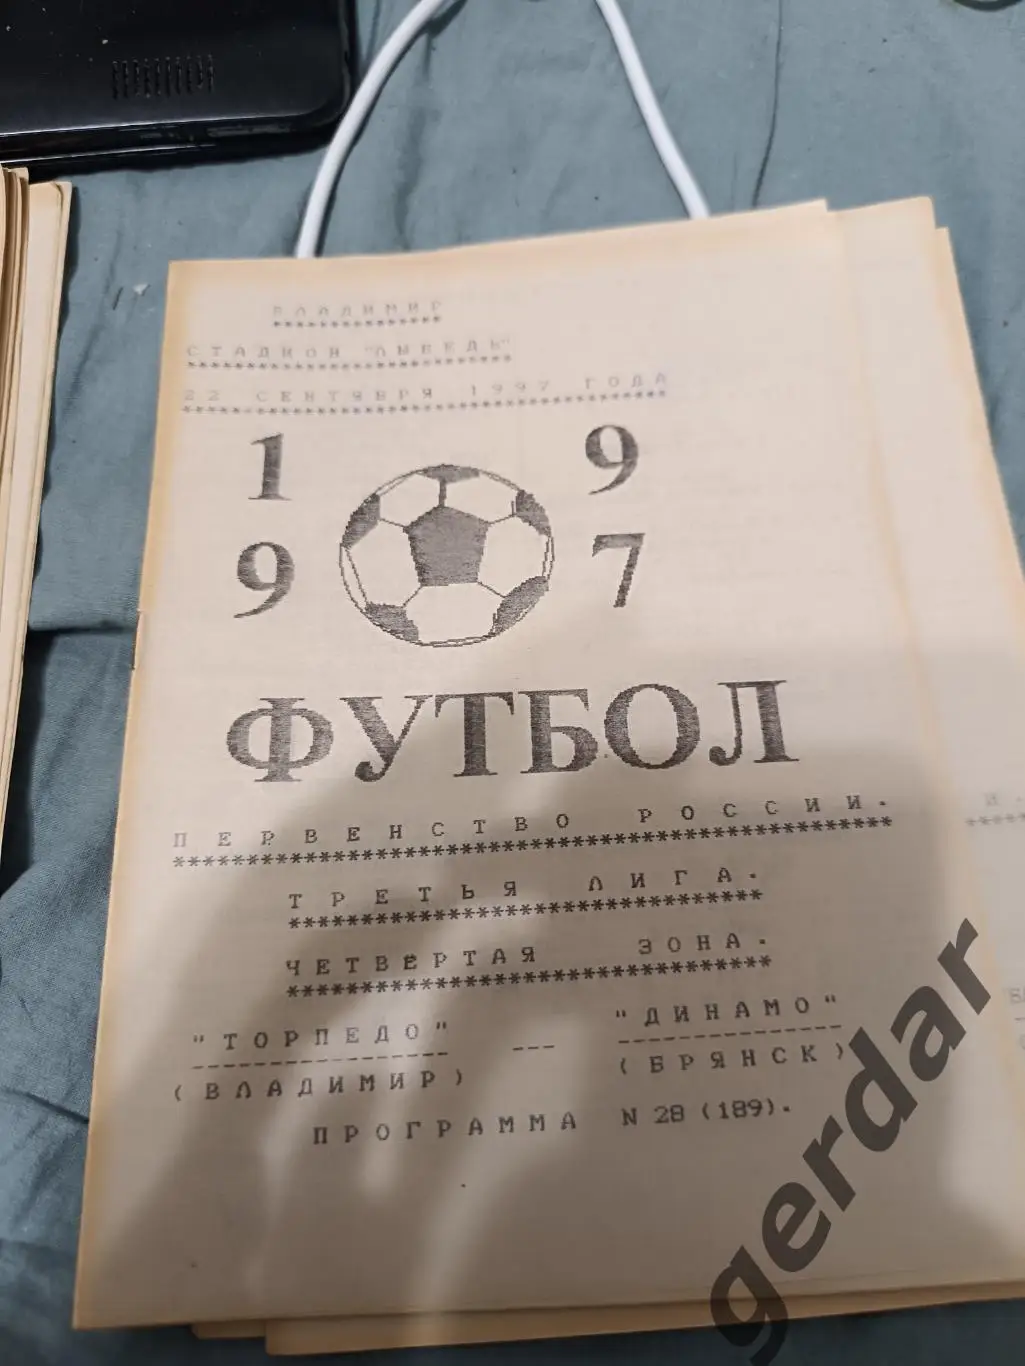 ВЛАДИМИР
***************
СТАДИОН "ЛЫБЕДЬ"
22 СЕНТЯБРЯ 1997 ГОДА
1 9
9 7
ФУТБОЛ
ПЕРВЕНСТВО РОССИИ.
ТРЕТЬЯ ЛИГА.
ЧЕТВЕРТАЯ ЗОНА.
"ТОРПЕДО" --- "ДИНАМО"
(ВЛАДИМИР) (БРЯНСК)
ПРОГРАММА N 28 (189).
gerdar